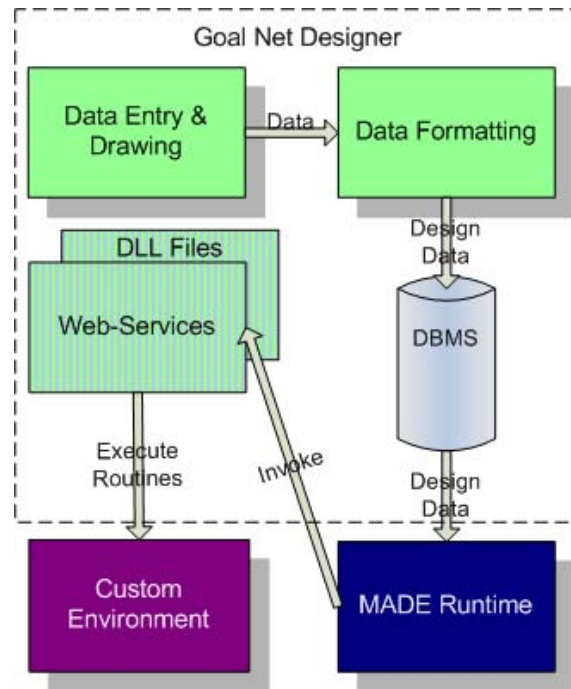 Goal Net Designer
Data Entry &
Drawing
Data
Data Formatting
Design
Data
DLL Files
Web-Services
DBMS
Execute
Routines
Invoke
Design
Data
Custom
Environment
MADE Runtime